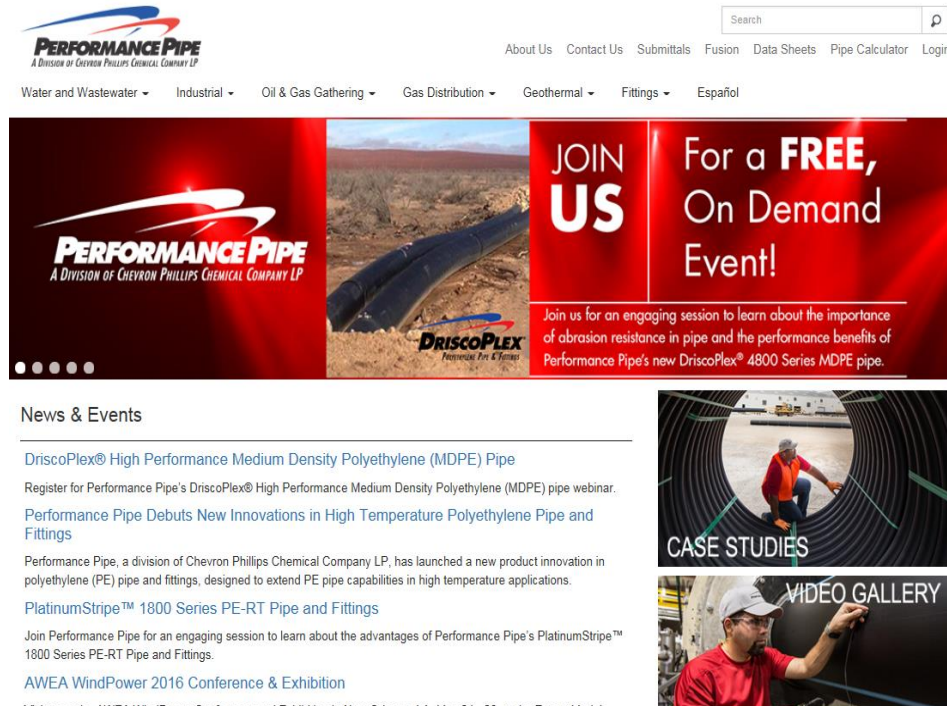 PERFORMANCE PIPE
A DIVISION OF CHEVRON PHILLIPS CHEMICAL COMPANY LP
Search
About Us Contact Us Submittals Fusion Data Sheets Pipe Calculator Login
Water and Wastewater Industrial Oil & Gas Gathering Gas Distribution Geothermal Fittings Español
PERFORMANCE PIPE
A DIVISION OF CHEVRON PHILLIPS CHEMICAL COMPANY LP
DRISCOPLEX
POLYETHYLENE PIPE & FITTINGS
JOIN
US
For a FREE,
On Demand
Event!
Join us for an engaging session to learn about the importance
of abrasion resistance in pipe and the performance benefits of
Performance Pipe's new DriscoPlex® 4800 Series MDPE pipe.
News & Events
DriscoPlex® High Performance Medium Density Polyethylene (MDPE) Pipe
Register for Performance Pipe's DriscoPlex® High Performance Medium Density Polyethylene (MDPE) pipe webinar.
Performance Pipe Debuts New Innovations in High Temperature Polyethylene Pipe and
Fittings
Performance Pipe, a division of Chevron Phillips Chemical Company LP, has launched a new product innovation in
polyethylene (PE) pipe and fittings, designed to extend PE pipe capabilities in high temperature applications.
PlatinumStripe™ 1800 Series PE-RT Pipe and Fittings
Join Performance Pipe for an engaging session to learn about the advantages of Performance Pipe's PlatinumStripe™
1800 Series PE-RT Pipe and Fittings.
AWEA WindPower 2016 Conference & Exhibition
CASE STUDIES
VIDEO GALLERY